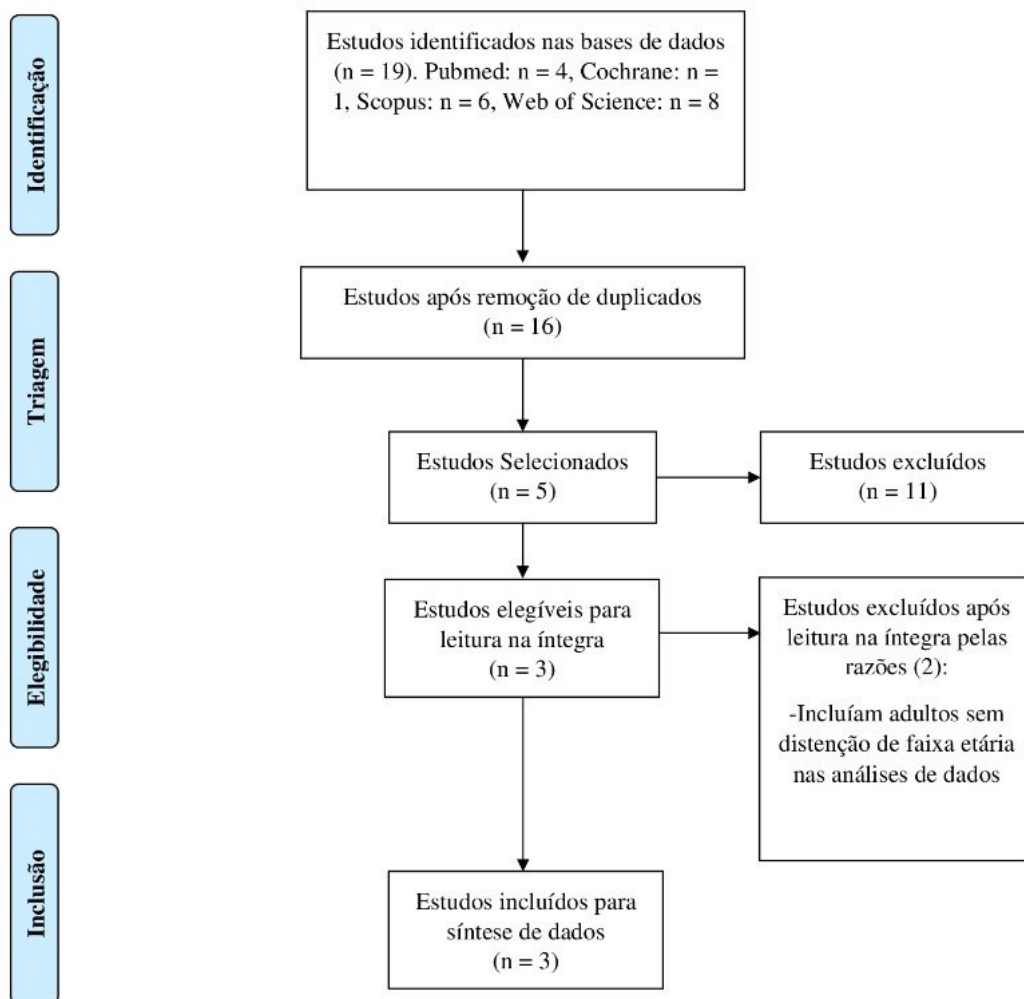 Identificação
Estudos identificados nas bases de dados
(n = 19). Pubmed: n = 4, Cochrane: n =
1, Scopus: n = 6, Web of Science: n = 8
Triagem
Estudos após remoção de duplicados
(n = 16)
Estudos Selecionados
(n = 5)
Estudos excluídos
(n = 11)
Elegibilidade
Estudos elegíveis para
leitura na íntegra
(n = 3)
Estudos excluídos após
leitura na íntegra pelas
razões (2):
-Incluíam adultos sem
distenção de faixa etária
nas análises de dados
Inclusão
Estudos incluídos para
síntese de dados
(n = 3)